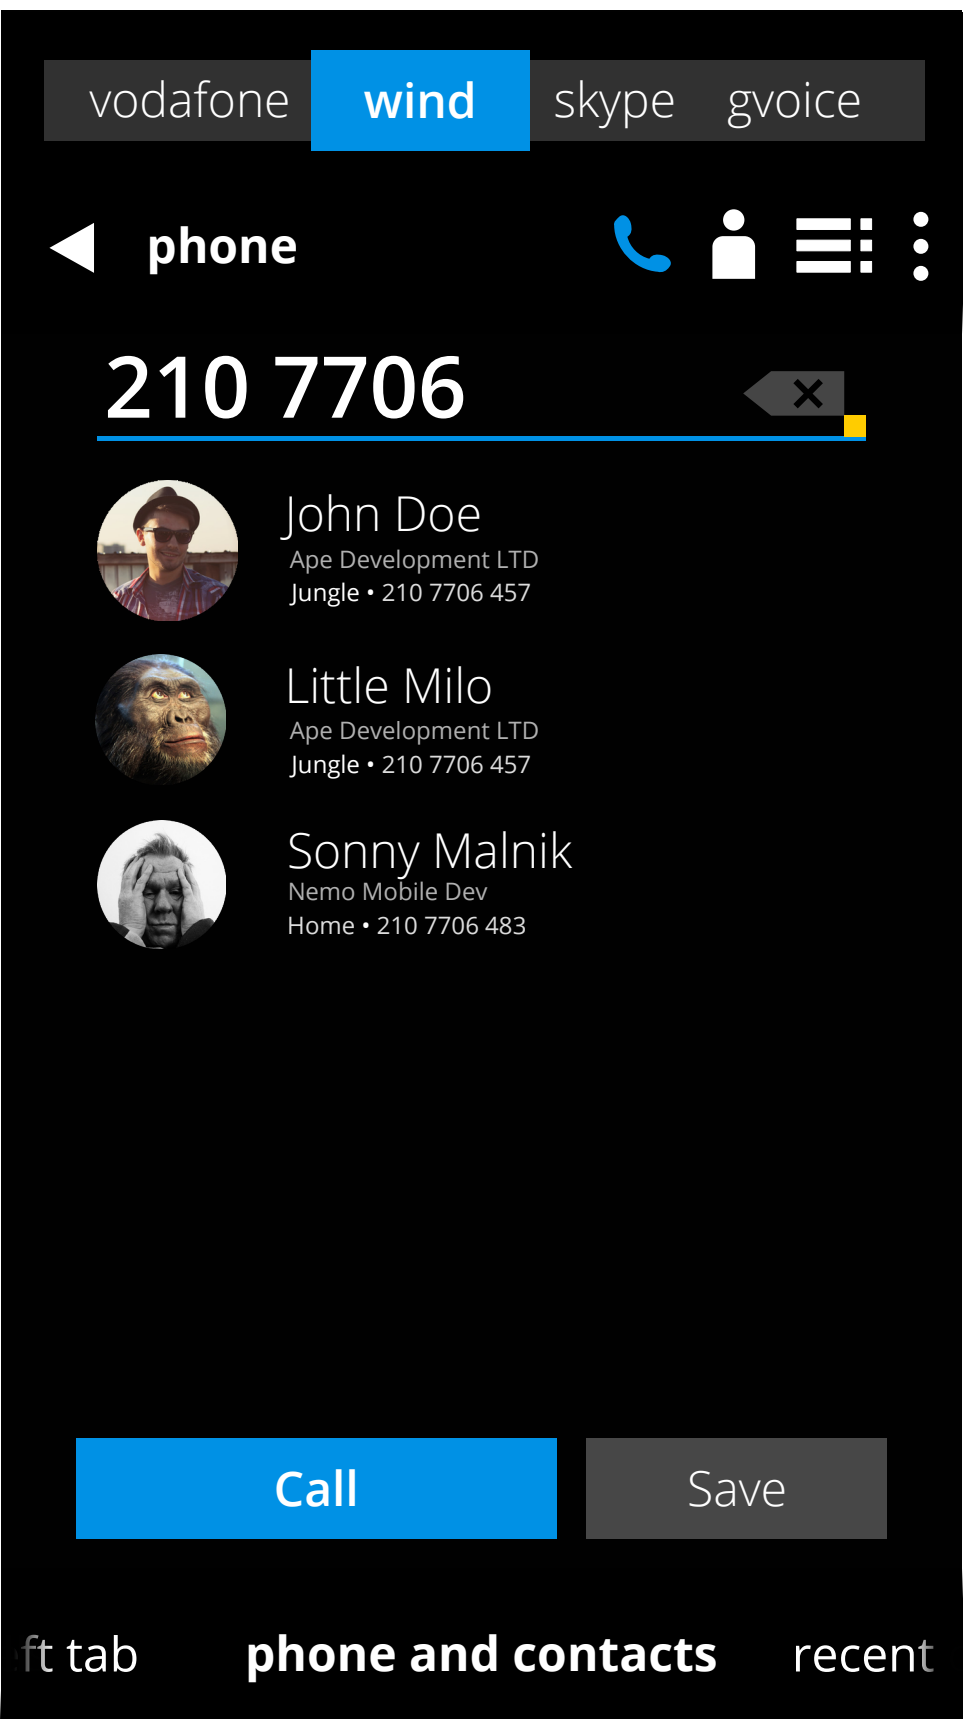 vodafone wind skype gvoice
phone
210 7706
John Doe
Ape Development LTD
Jungle • 210 7706 457
Little Milo
Ape Development LTD
Jungle • 210 7706 457
Sonny Malnik
Nemo Mobile Dev
Home • 210 7706 483
Call Save
ft tab phone and contacts recent